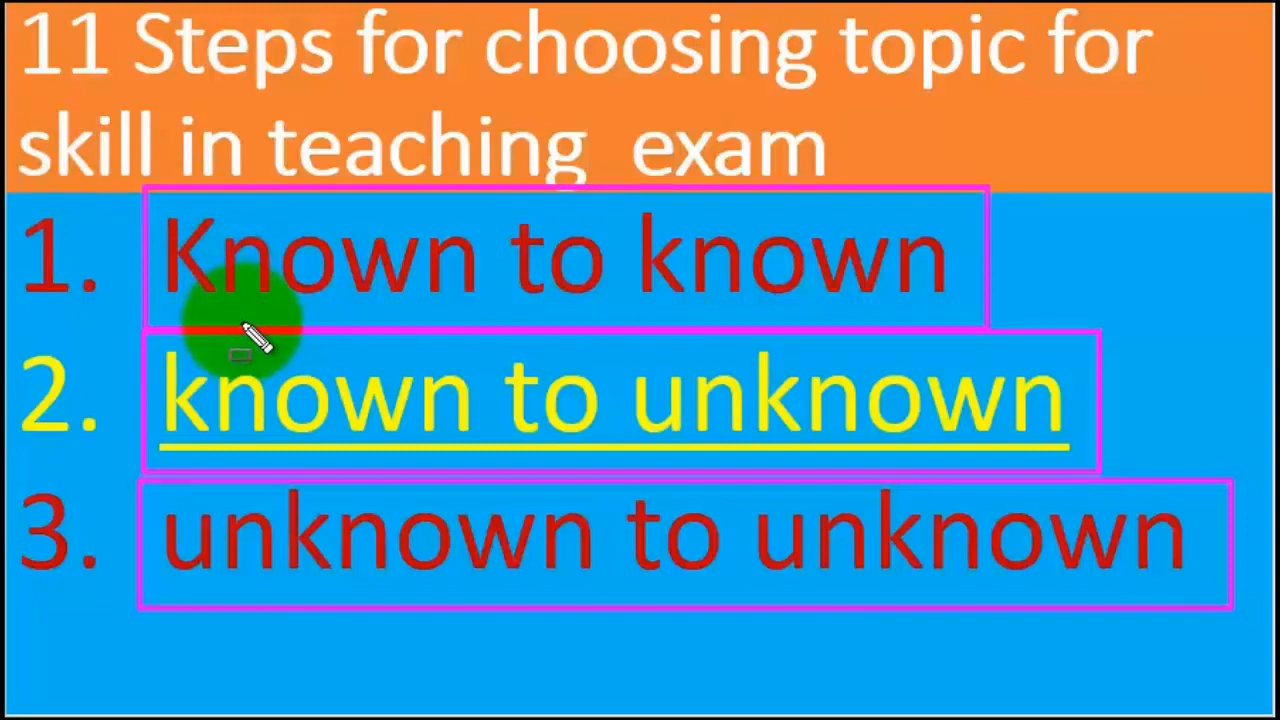 11 Steps for choosing topic for
skill in teaching exam
1. Known to known
2. known to unknown
3. unknown to unknown